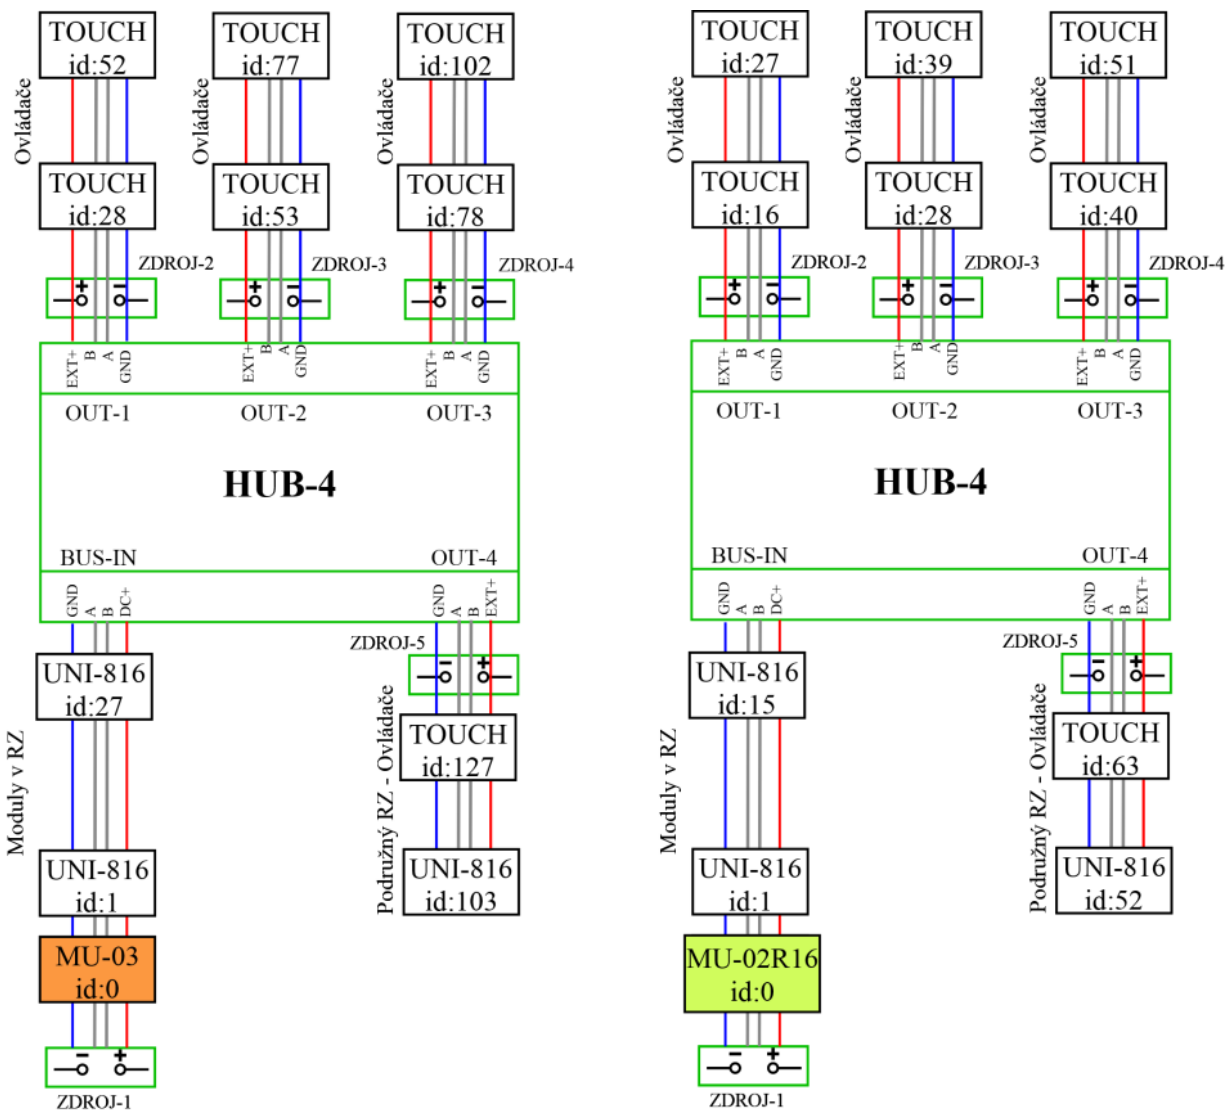 TOUCH
id:52
TOUCH
id:77
TOUCH
id:102
Ovládače
Ovládače
Ovládače
TOUCH
id:28
TOUCH
id:53
TOUCH
id:78
ZDROJ-2
ZDROJ-3
ZDROJ-4
+ −
+ −
+ −
EXT+ B A GND
EXT+ B A GND
EXT+ B A GND
OUT-1
OUT-2
OUT-3
HUB-4
BUS-IN
OUT-4
GND A B DC+
GND A B EXT+
ZDROJ-5
− +
UNI-816
id:27
TOUCH
id:127
Moduly v RZ
Podružný RZ - Ovládače
UNI-816
id:1
UNI-816
id:103
MU-03
id:0
− +
ZDROJ-1
TOUCH
id:27
TOUCH
id:39
TOUCH
id:51
Ovládače
Ovládače
Ovládače
TOUCH
id:16
TOUCH
id:28
TOUCH
id:40
ZDROJ-2
ZDROJ-3
ZDROJ-4
+ −
+ −
+ −
EXT+ B A GND
EXT+ B A GND
EXT+ B A GND
OUT-1
OUT-2
OUT-3
HUB-4
BUS-IN
OUT-4
GND A B DC+
GND A B EXT+
ZDROJ-5
− +
UNI-816
id:15
TOUCH
id:63
Moduly v RZ
Podružný RZ - Ovládače
UNI-816
id:1
UNI-816
id:52
MU-02R16
id:0
− +
ZDROJ-1